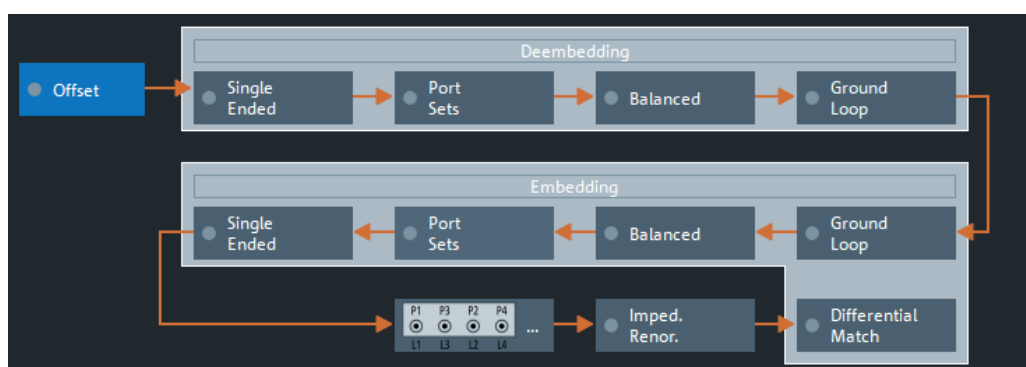 Deembedding
Offset
Single
Ended
Port
Sets
Balanced
Ground
Loop
Embedding
Single
Ended
Port
Sets
Balanced
Ground
Loop
P1 P3 P2 P4
...
L1 L3 L2 L4
Imped.
Renor.
Differential
Match